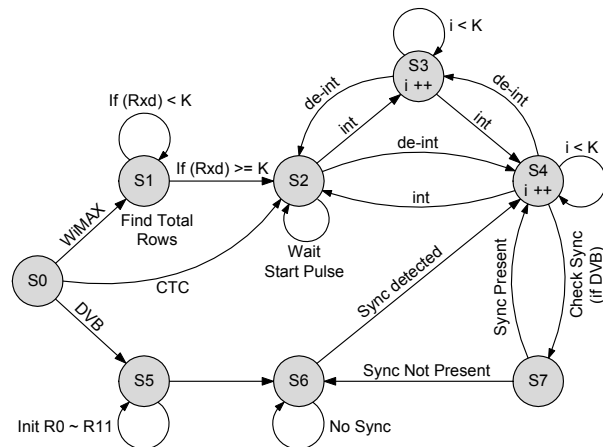 i < K
S3
i ++
If (Rxd) < K
de-int
int
int
de-int
i < K
S1
If (Rxd) >= K
S2
de-int
S4
i ++
int
WiMAX
Find Total
Rows
Wait
Start Pulse
S0
CTC
DVB
Sync detected
Sync Present
Check Sync
(if DVB)
S5
S6
Sync Not Present
S7
Init R0 ~ R11
No Sync